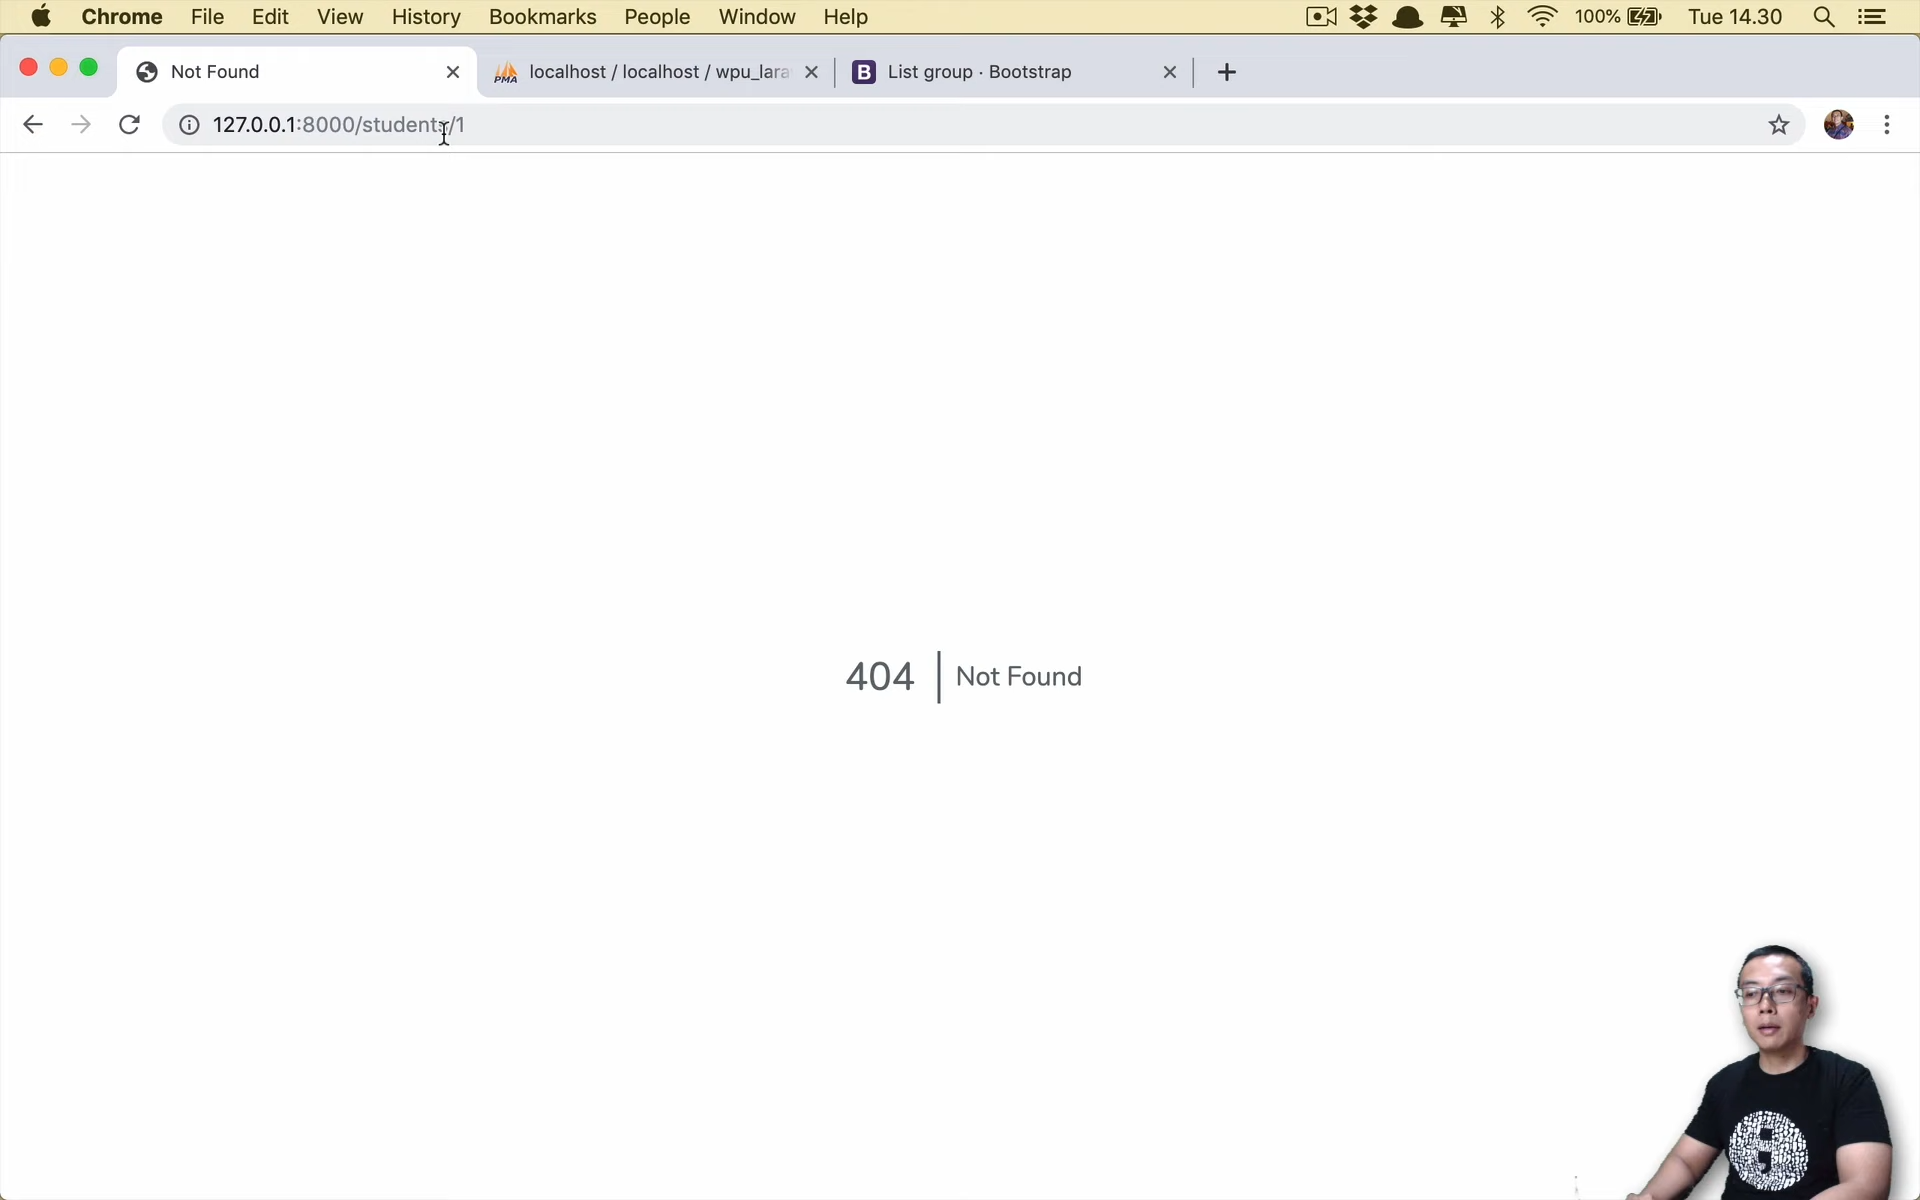 Chrome File Edit View History Bookmarks People Window Help 100% Tue 14.30
Not Found
PMA localhost / localhost / wpu_lara
B List group · Bootstrap
127.0.0.1:8000/students/1
404 Not Found